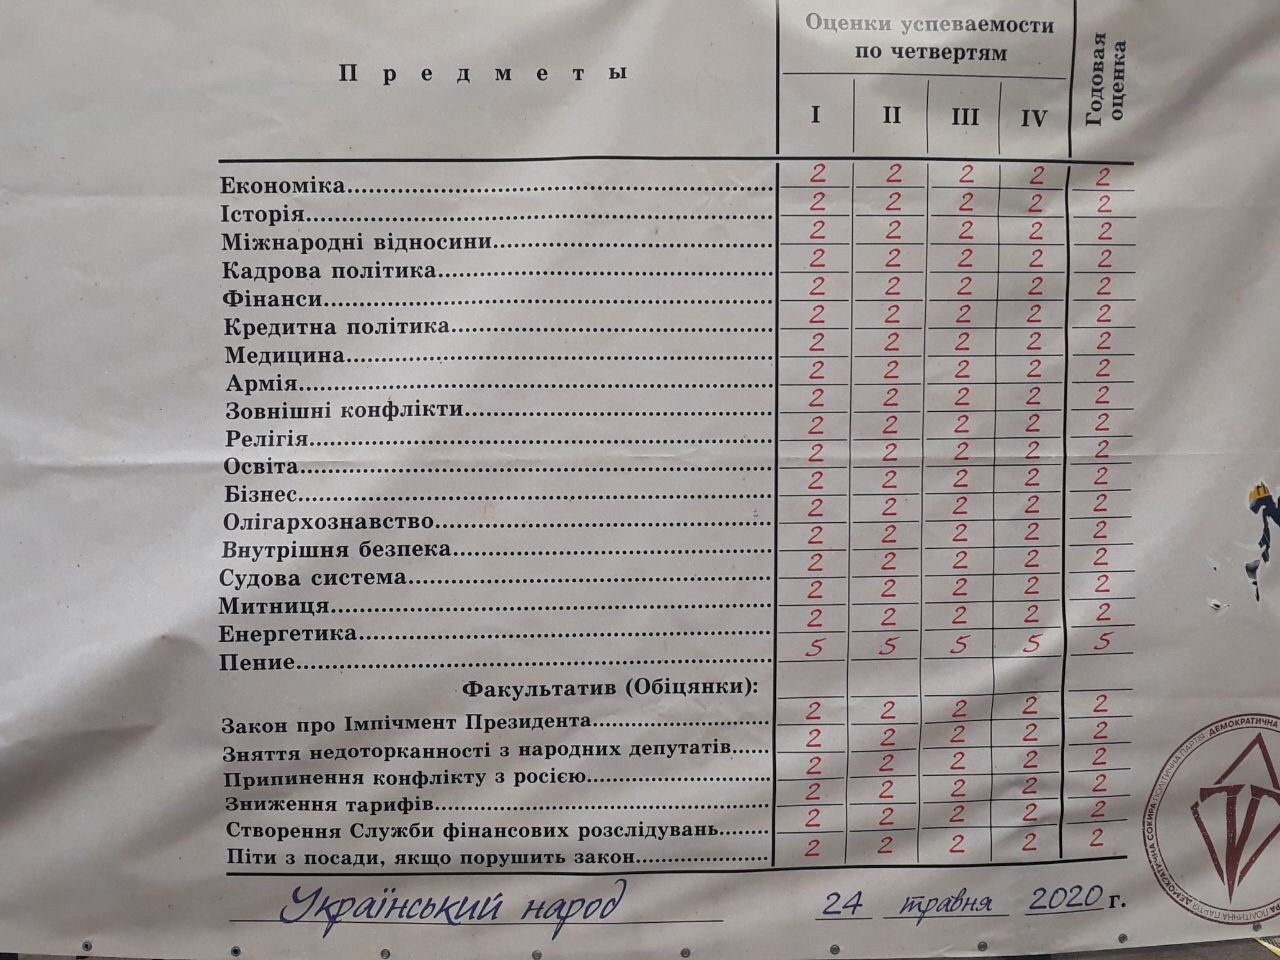 Предметы
Оценки успеваемости
по четвертям
Годовая
оценка
I II III IV
Економіка 2 2 2 2 2
Історія 2 2 2 2 2
Міжнародні відносини 2 2 2 2 2
Кадрова політика 2 2 2 2 2
Фінанси 2 2 2 2 2
Кредитна політика 2 2 2 2 2
Медицина 2 2 2 2 2
Армія 2 2 2 2 2
Зовнішні конфлікти 2 2 2 2 2
Релігія 2 2 2 2 2
Освіта 2 2 2 2 2
Бізнес 2 2 2 2 2
Олігархознавство 2 2 2 2 2
Внутрішня безпека 2 2 2 2 2
Судова система 2 2 2 2 2
Митниця 2 2 2 2 2
Енергетика 2 2 2 2 2
Пение 5 5 5 5 5
Факультатив (Обіцянки):
Закон про Імпічмент Президента 2 2 2 2 2
Зняття недоторканності з народних депутатів 2 2 2 2 2
Припинення конфлікту з росією 2 2 2 2 2
Зниження тарифів 2 2 2 2 2
Створення Служби фінансових розслідувань 2 2 2 2 2
Піти з посади, якщо порушить закон 2 2 2 2 2
Український народ 24 травня 2020 г.
ДЕМОКРАТИЧНА СОКИРА ПОЛІТИЧНА ПАРТІЯ ДЕМОКРАТИЧНА
ПОЛІТИЧНА ПАРТІЯ